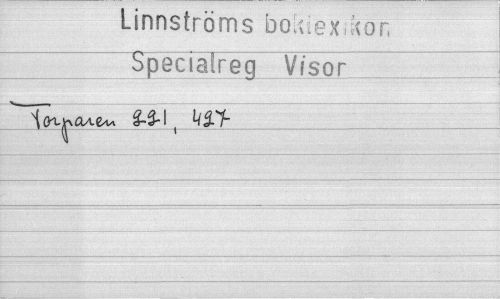 Linnströms boklexikon
Specialreg Visor
Torparen 221, 427